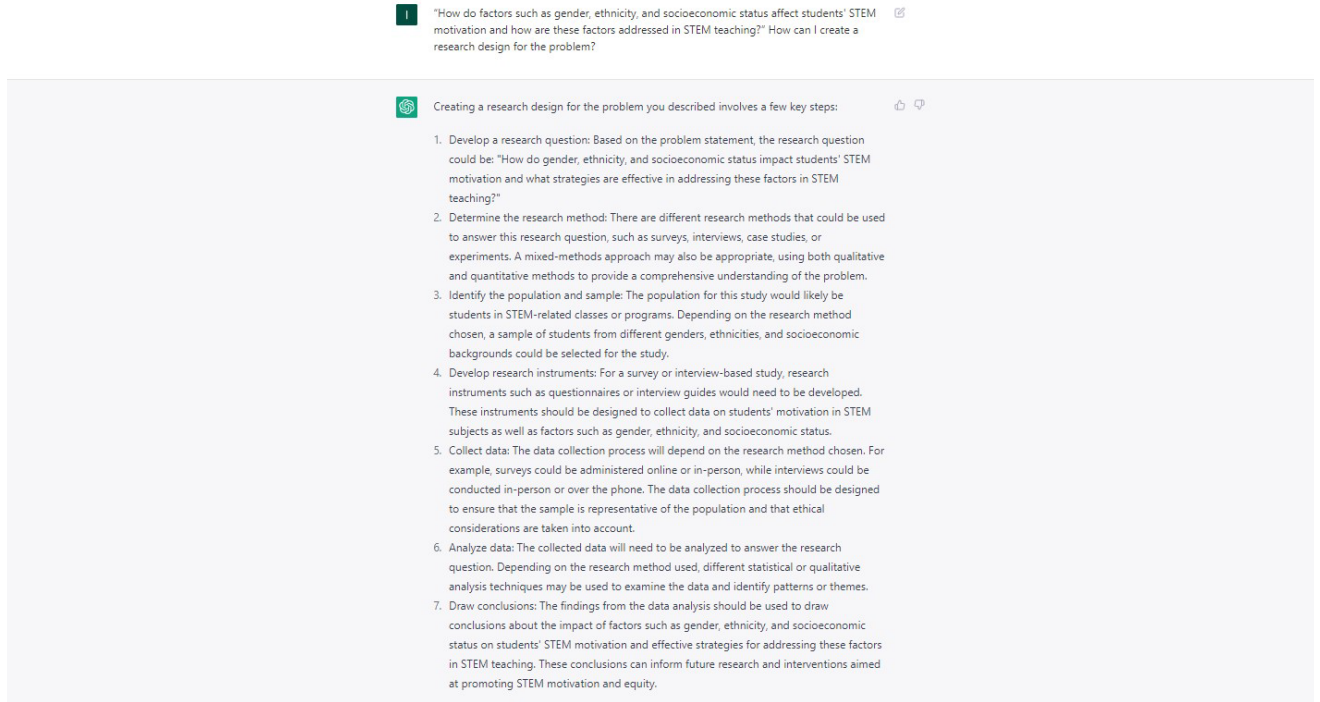 I
"How do factors such as gender, ethnicity, and socioeconomic status affect students' STEM
motivation and how are these factors addressed in STEM teaching?" How can I create a
research design for the problem?
Creating a research design for the problem you described involves a few key steps:
1. Develop a research question: Based on the problem statement, the research question
could be: "How do gender, ethnicity, and socioeconomic status impact students' STEM
motivation and what strategies are effective in addressing these factors in STEM
teaching?"
2. Determine the research method: There are different research methods that could be used
to answer this research question, such as surveys, interviews, case studies, or
experiments. A mixed-methods approach may also be appropriate, using both qualitative
and quantitative methods to provide a comprehensive understanding of the problem.
3. Identify the population and sample: The population for this study would likely be
students in STEM-related classes or programs. Depending on the research method
chosen, a sample of students from different genders, ethnicities, and socioeconomic
backgrounds could be selected for the study.
4. Develop research instruments: For a survey or interview-based study, research
instruments such as questionnaires or interview guides would need to be developed.
These instruments should be designed to collect data on students' motivation in STEM
subjects as well as factors such as gender, ethnicity, and socioeconomic status.
5. Collect data: The data collection process will depend on the research method chosen. For
example, surveys could be administered online or in-person, while interviews could be
conducted in-person or over the phone. The data collection process should be designed
to ensure that the sample is representative of the population and that ethical
considerations are taken into account.
6. Analyze data: The collected data will need to be analyzed to answer the research
question. Depending on the research method used, different statistical or qualitative
analysis techniques may be used to examine the data and identify patterns or themes.
7. Draw conclusions: The findings from the data analysis should be used to draw
conclusions about the impact of factors such as gender, ethnicity, and socioeconomic
status on students' STEM motivation and effective strategies for addressing these factors
in STEM teaching. These conclusions can inform future research and interventions aimed
at promoting STEM motivation and equity.